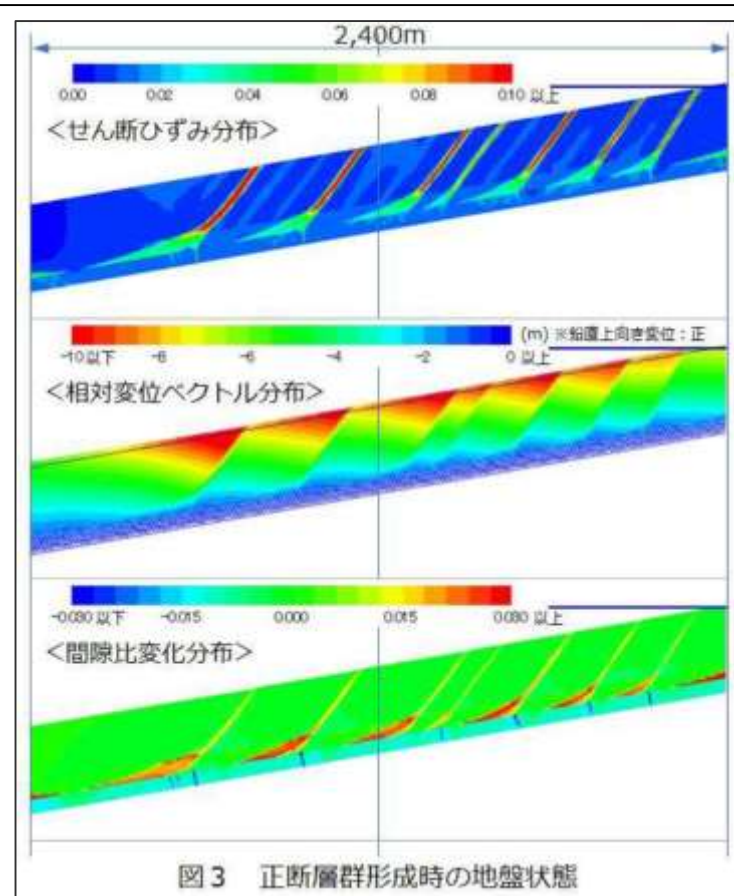 2,400m
0.00 0.02 0.04 0.06 0.08 0.10 以上
<せん断ひずみ分布>
(m) ※鉛直上向き変位：正
-10以下 -8 -6 -4 -2 0 以上
<相対変位ベクトル分布>
-0.030 以下 -0.015 0.000 0.015 0.030 以上
<間隙比変化分布>
図3 正断層群形成時の地盤状態